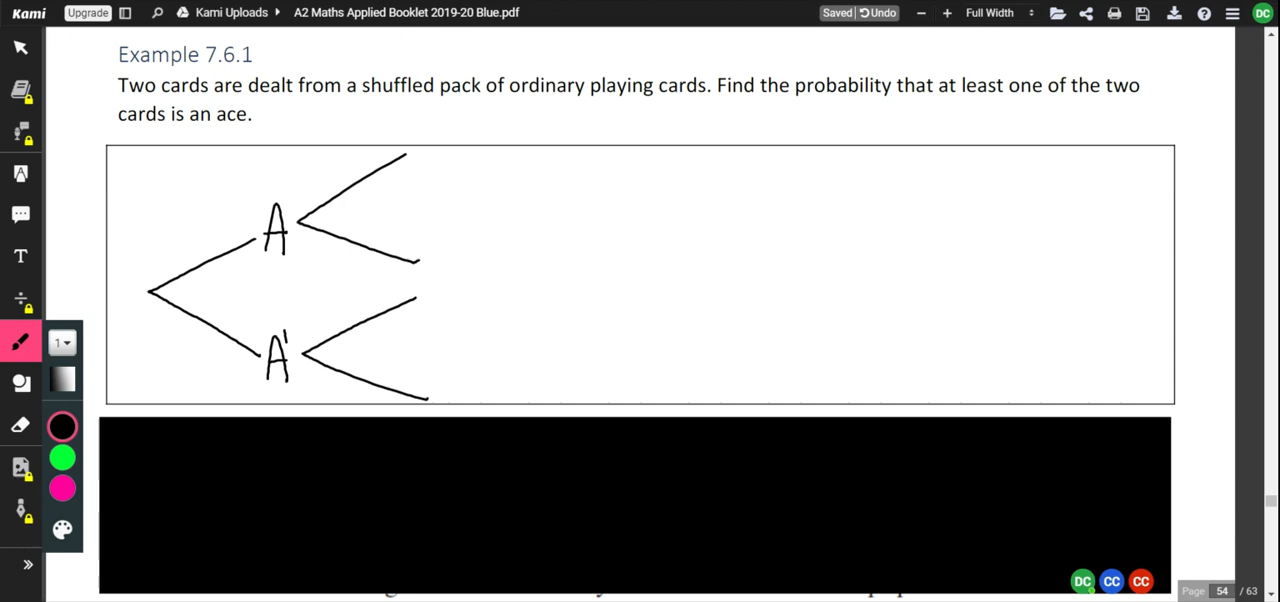 Kami Upgrade Kami Uploads A2 Maths Applied Booklet 2019-20 Blue.pdf Saved Undo Full Width DC
Example 7.6.1
Two cards are dealt from a shuffled pack of ordinary playing cards. Find the probability that at least one of the two
cards is an ace.
A
A'
T
1
DC CC CC
Page 54 / 63